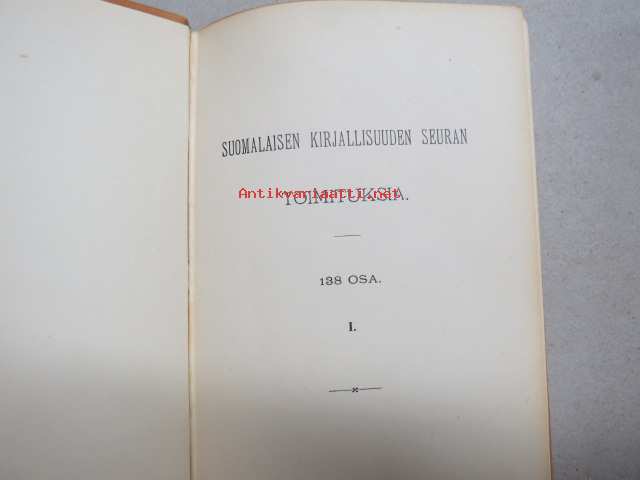 SUOMALAISEN KIRJALLISUUDEN SEURAN
Antikvariaatti.net
TOIMITUKSIA.
138 OSA.
I.